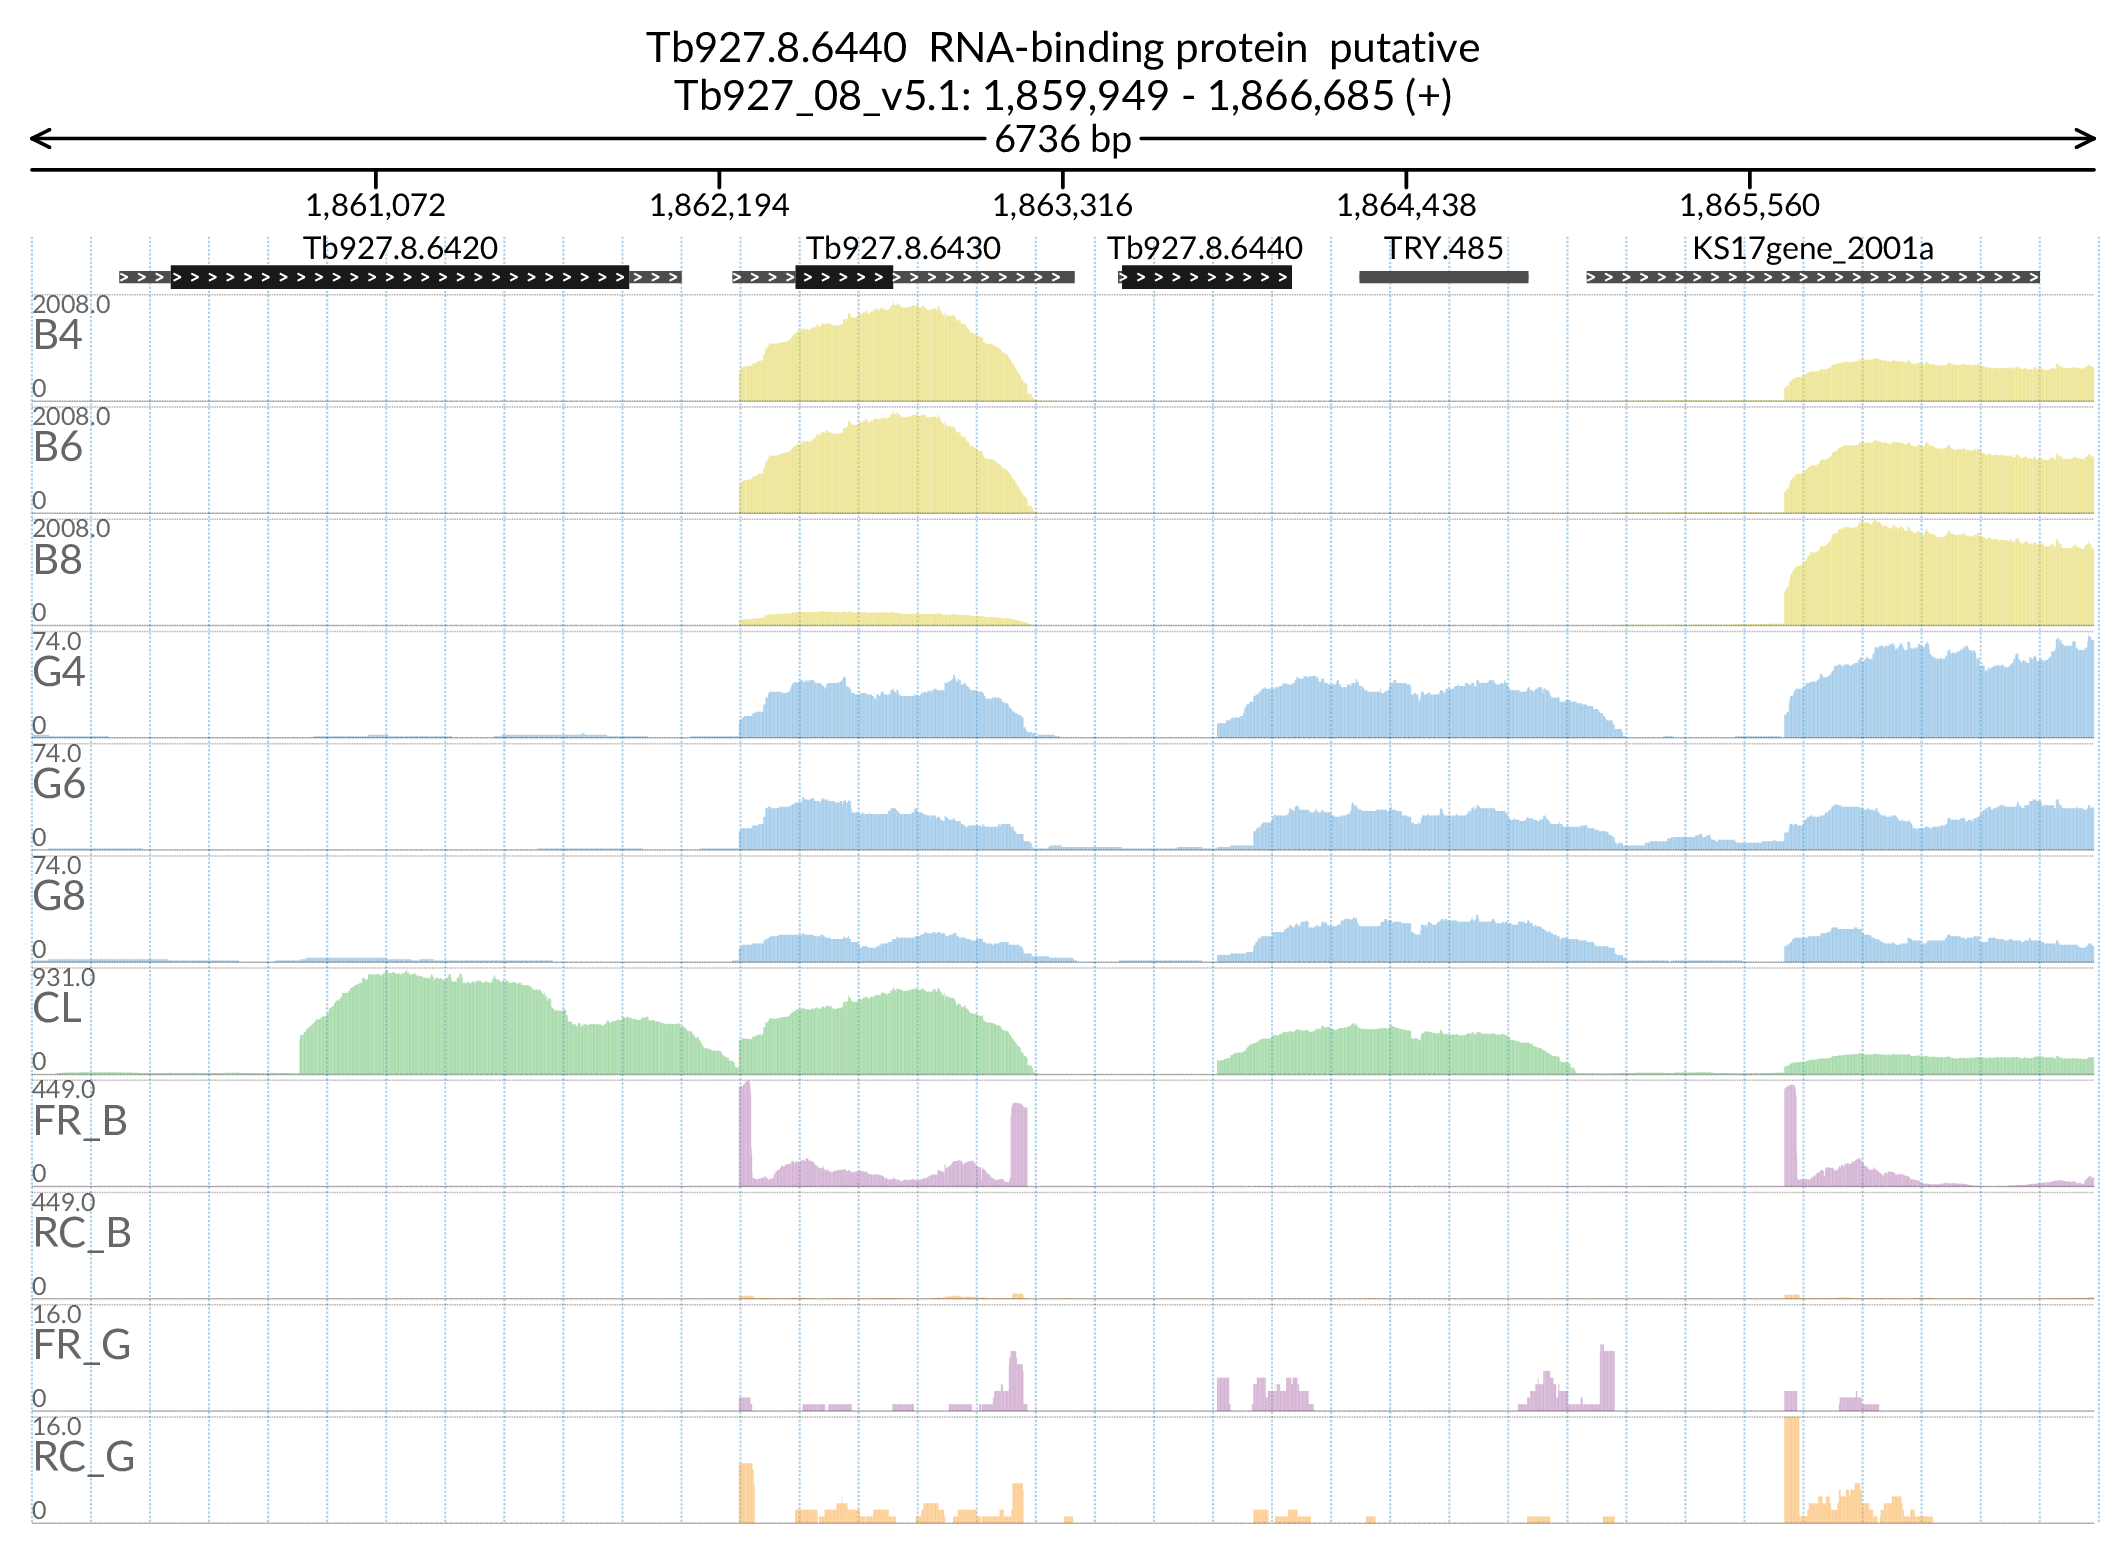 Tb927.8.6440 RNA-binding protein putative
Tb927_08_v5.1: 1,859,949 - 1,866,685 (+)
6736 bp
1,861,072 1,862,194 1,863,316 1,864,438 1,865,560
Tb927.8.6420 Tb927.8.6430 Tb927.8.6440 TRY.485 KS17gene_2001a
2008.0
B4
0
2008.0
B6
0
2008.0
B8
0
74.0
G4
0
74.0
G6
0
74.0
G8
0
931.0
CL
0
449.0
FR_B
0
449.0
RC_B
0
16.0
FR_G
0
16.0
RC_G
0